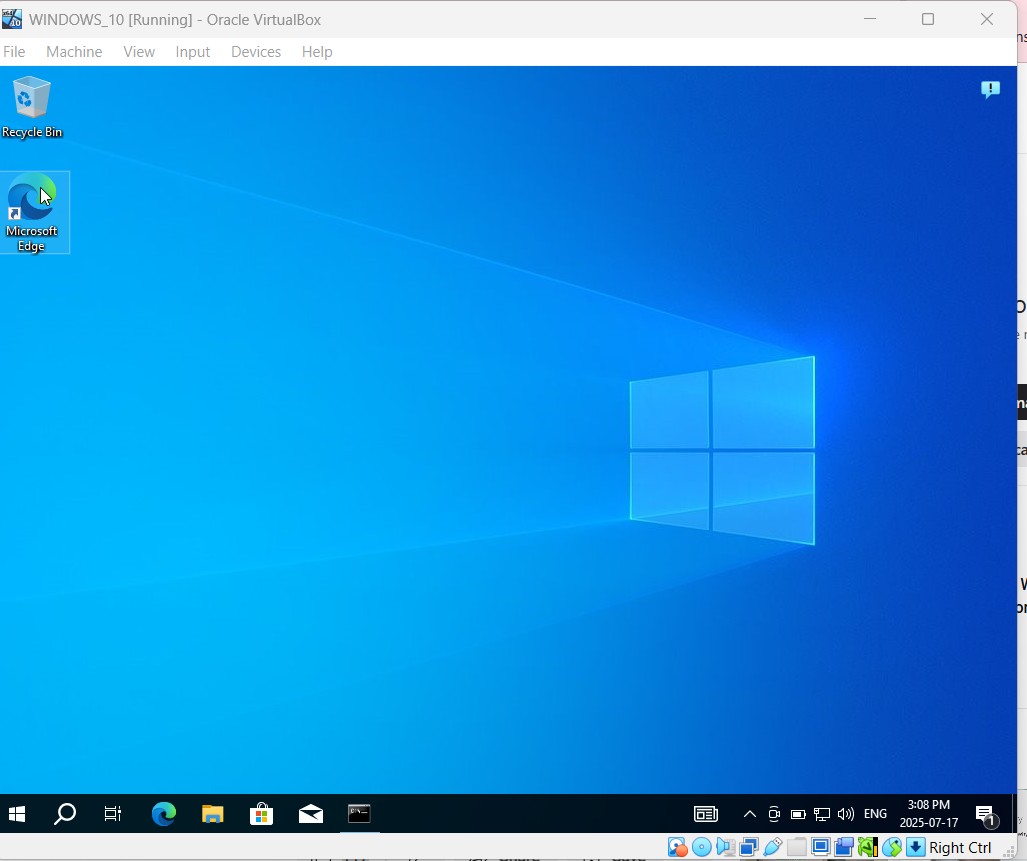 WINDOWS_10 [Running] - Oracle VirtualBox
File Machine View Input Devices Help
Recycle Bin
Microsoft
Edge
ENG
3:08 PM
2025-07-17
1
Right Ctrl